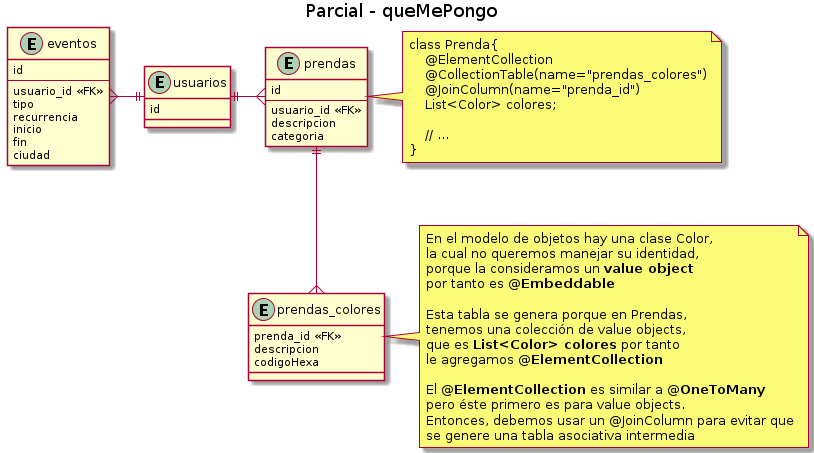 Parcial - queMePongo
E eventos
id
usuario_id «FK»
tipo
recurrencia
inicio
fin
ciudad
E usuarios
id
E prendas
id
usuario_id «FK»
descripcion
categoria
class Prenda{
@ElementCollection
@CollectionTable(name="prendas_colores")
@JoinColumn(name="prenda_id")
List<Color> colores;
// ...
}
E prendas_colores
prenda_id «FK»
descripcion
codigoHexa
En el modelo de objetos hay una clase Color,
la cual no queremos manejar su identidad,
porque la consideramos un value object
por tanto es @Embeddable
Esta tabla se genera porque en Prendas,
tenemos una colección de value objects,
que es List<Color> colores por tanto
le agregamos @ElementCollection
El @ElementCollection es similar a @OneToMany
pero éste primero es para value objects.
Entonces, debemos usar un @JoinColumn para evitar que
se genere una tabla asociativa intermedia